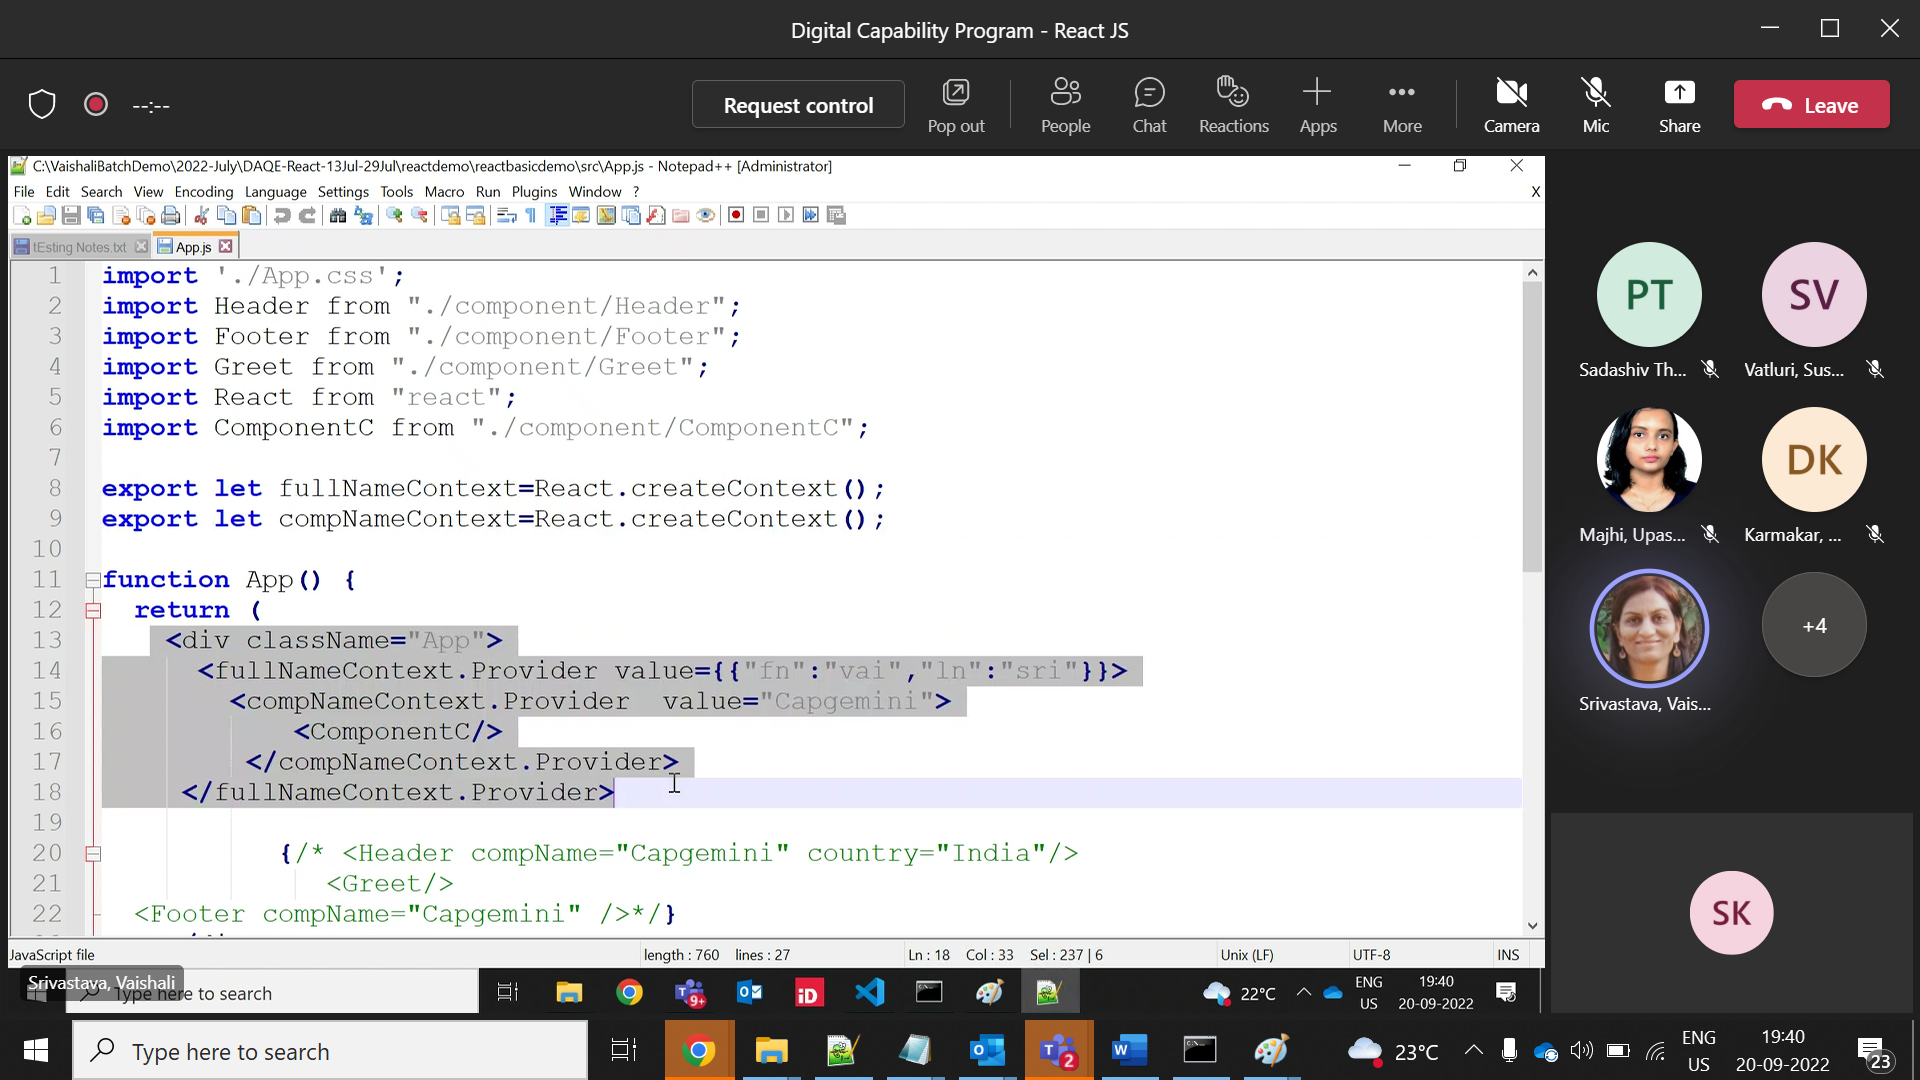 Digital Capability Program - React JS
--:--
Request control
Pop out
People
Chat
Reactions
Apps
More
Camera
Mic
Share
Leave
C:\VaishaliBatchDemo\2022-July\DAQE-React-13Jul-29Jul\reactdemo\reactbasicdemo\src\App.js - Notepad++ [Administrator]
File Edit Search View Encoding Language Settings Tools Macro Run Plugins Window ?
X
tEsting Notes.txt
App.js
1 import './App.css';
2 import Header from "./component/Header";
3 import Footer from "./component/Footer";
4 import Greet from "./component/Greet";
5 import React from "react";
6 import ComponentC from "./component/ComponentC";
7
8 export let fullNameContext=React.createContext();
9 export let compNameContext=React.createContext();
10
11 function App() {
12 return (
13 <div className="App">
14 <fullNameContext.Provider value={{"fn":"vai","ln":"sri"}}>
15 <compNameContext.Provider value="Capgemini">
16 <ComponentC/>
17 </compNameContext.Provider>
18 </fullNameContext.Provider>
19
20 {/* <Header compName="Capgemini" country="India"/>
21 <Greet/>
22 <Footer compName="Capgemini" />*/}
JavaScript file
length : 760 lines : 27
Ln : 18 Col : 33 Sel : 237 | 6
Unix (LF)
UTF-8
INS
PT
Sadashiv Th...
SV
Vatluri, Sus...
Majhi, Upas...
DK
Karmakar, ...
Srivastava, Vais...
+4
SK
Srivastava, Vaishali
Type here to search
9+
iD
22°C
ENG
US
19:40
20-09-2022
Type here to search
2
23°C
ENG
US
19:40
20-09-2022
23